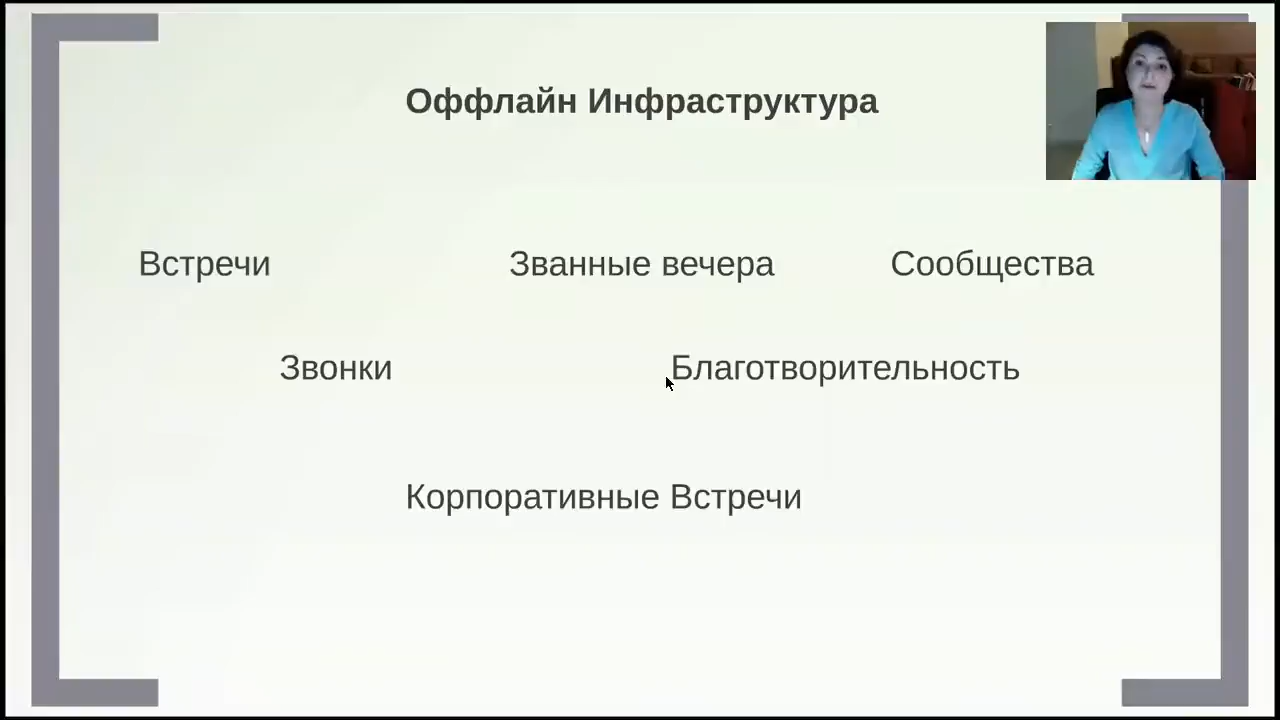 Оффлайн Инфраструктура
Встречи
Званные вечера
Сообщества
Звонки
Благотворительность
Корпоративные Встречи